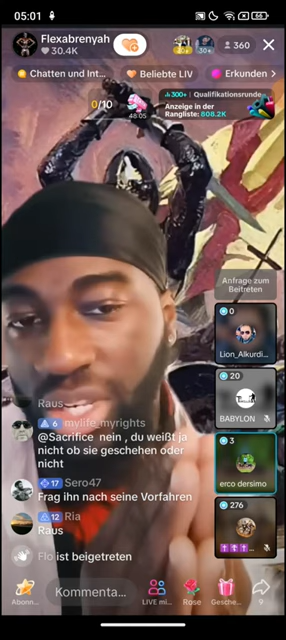 05:01
66
Flexabrenyah
30.4K
360
Chatten und Int...
Beliebte LIV
Erkunden
0/10
48:05
300+ | Qualifikationsrunde
Anzeige in der
Rangliste: 808.2K
Anfrage zum
Beitreten
0
Lion_Alkurdi...
20
BABYLON
3
erco dersimo
276
...
Raus
6 mylife_myrights
@Sacrifice nein , du weißt ja
nicht ob sie geschehen oder
nicht
17 Sero47
Frag ihn nach seine Vorfahren
12 Ria
Raus
Flo ist beigetreten
Abonn...
Kommenta...
LIVE mi...
Rose
Gesche...
9